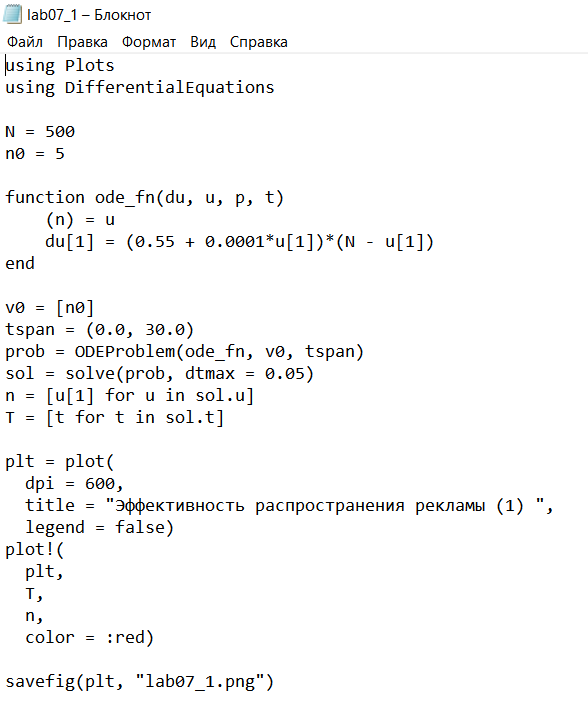 lab07_1 – Блокнот
Файл Правка Формат Вид Справка
using Plots
using DifferentialEquations

N = 500
n0 = 5

function ode_fn(du, u, p, t)
    (n) = u
    du[1] = (0.55 + 0.0001*u[1])*(N - u[1])
end

v0 = [n0]
tspan = (0.0, 30.0)
prob = ODEProblem(ode_fn, v0, tspan)
sol = solve(prob, dtmax = 0.05)
n = [u[1] for u in sol.u]
T = [t for t in sol.t]

plt = plot(
  dpi = 600,
  title = "Эффективность распространения рекламы (1) ",
  legend = false)
plot!(
  plt,
  T,
  n,
  color = :red)

savefig(plt, "lab07_1.png")